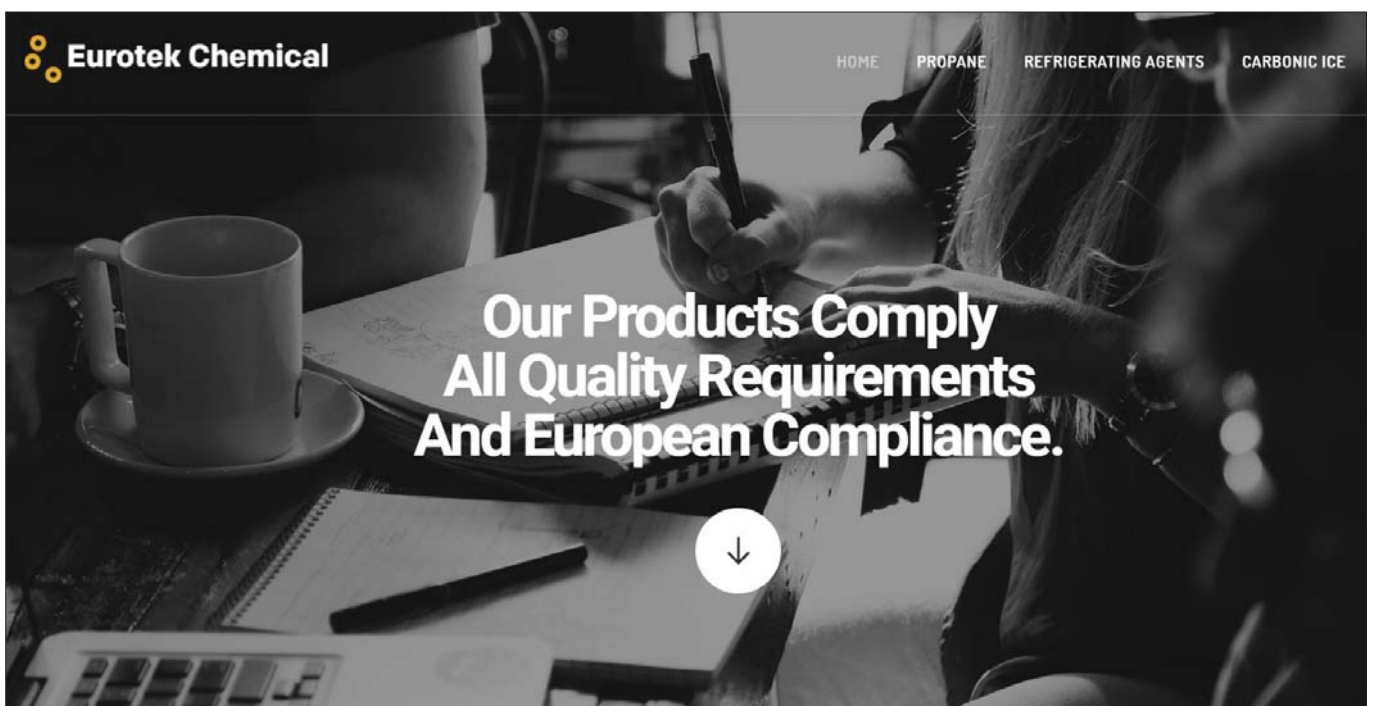 Eurotek Chemical
HOME PROPANE REFRIGERATING AGENTS CARBONIC ICE
Our Products Comply
All Quality Requirements
And European Compliance.